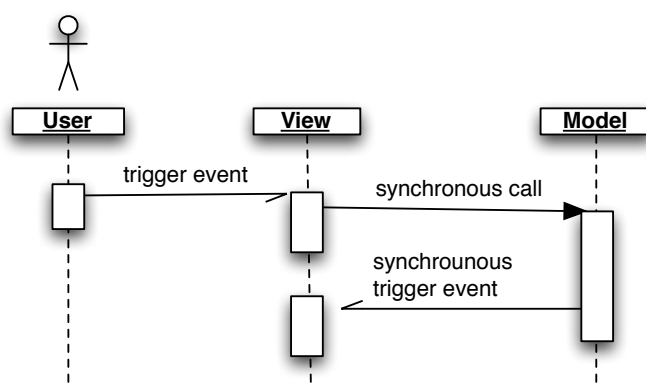 User
View
Model
trigger event
synchronous call
synchrounous
trigger event